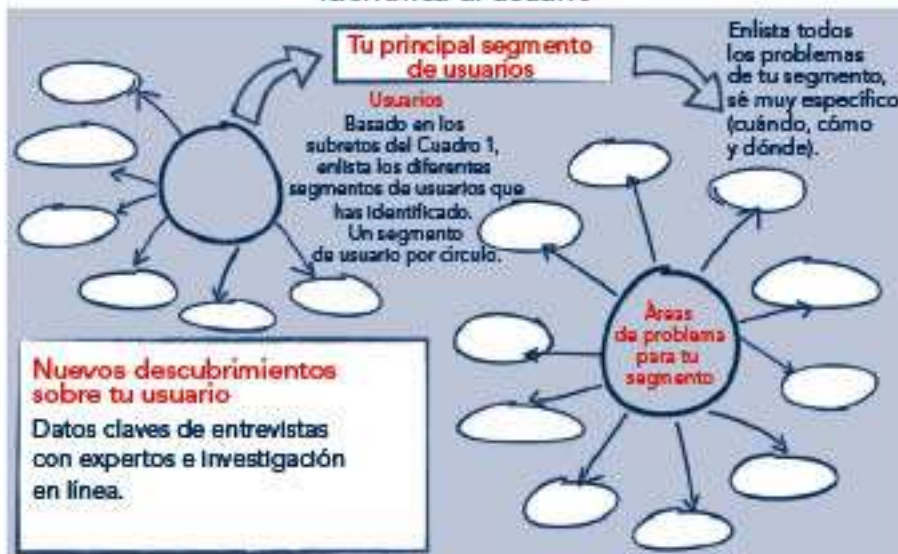 Tu principal segmento
de usuarios
Usuarios
Basado en los
subretos del Cuadro 1,
enlista los diferentes
segmentos de usuarios que
has identificado.
Un segmento
de usuario por círculo.
Enlista todos
los problemas
de tu segmento,
sé muy específico
(cuándo, cómo
y dónde).
Áreas
de problema
para tu
segmento
Nuevos descubrimientos
sobre tu usuario
Datos claves de entrevistas
con expertos e investigación
en línea.